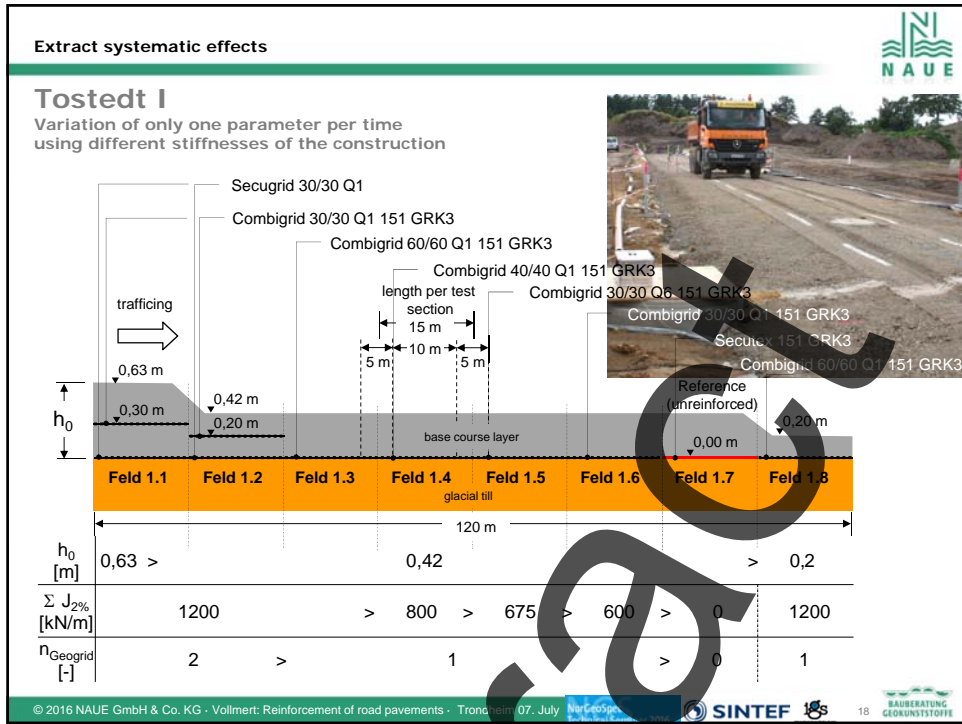 Extract systematic effects
NAUE
Tostedt I
Variation of only one parameter per time
using different stiffnesses of the construction
Secugrid 30/30 Q1
Combigrid 30/30 Q1 151 GRK3
Combigrid 60/60 Q1 151 GRK3
Combigrid 40/40 Q1 151 GRK3
Combigrid 30/30 Q6 151 GRK3
Combigrid 30/30 Q1 151 GRK3
Secutex 151 GRK3
Combigrid 60/60 Q1 151 GRK3
trafficing
length per test
section
15 m
5 m 10 m 5 m
Reference
(unreinforced)
0,63 m
0,42 m
0,30 m
0,20 m
0,20 m
h0
base course layer
0,00 m
Feld 1.1 Feld 1.2 Feld 1.3 Feld 1.4 Feld 1.5 Feld 1.6 Feld 1.7 Feld 1.8
glacial till
120 m
h0 [m] 0,63 > 0,42 > 0,2
Σ J2% [kN/m] 1200 > 800 > 675 > 600 > 0 1200
nGeogrid [-] 2 > 1 > 0 1
ract
© 2016 NAUE GmbH & Co. KG · Vollmert: Reinforcement of road pavements · Trondheim 07. July
SINTEF
18
BAUBERATUNG
GEOKUNSTSTOFFE